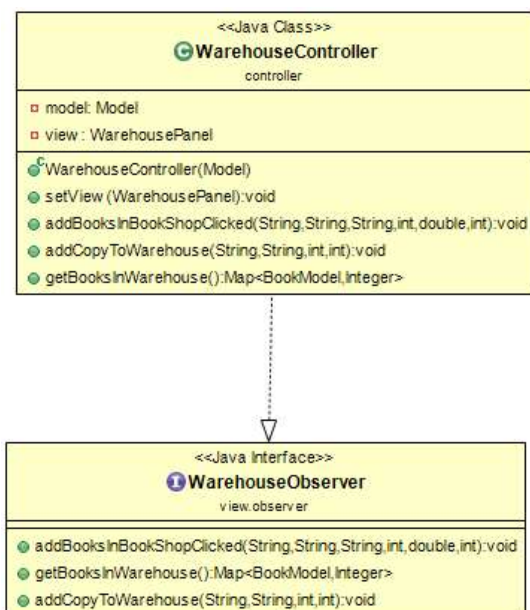 <<Java Class>>
WarehouseController
controller
model: Model
view : WarehousePanel
WarehouseController(Model)
setView (WarehousePanel):void
addBooksInBookShopClicked(String,String,String,int,double,int):void
addCopyToWarehouse(String,String,int,int):void
getBooksInWarehouse():Map<BookModel,Integer>
<<Java Interface>>
WarehouseObserver
view.observer
addBooksInBookShopClicked(String,String,String,int,double,int):void
getBooksInWarehouse():Map<BookModel,Integer>
addCopyToWarehouse(String,String,int,int):void